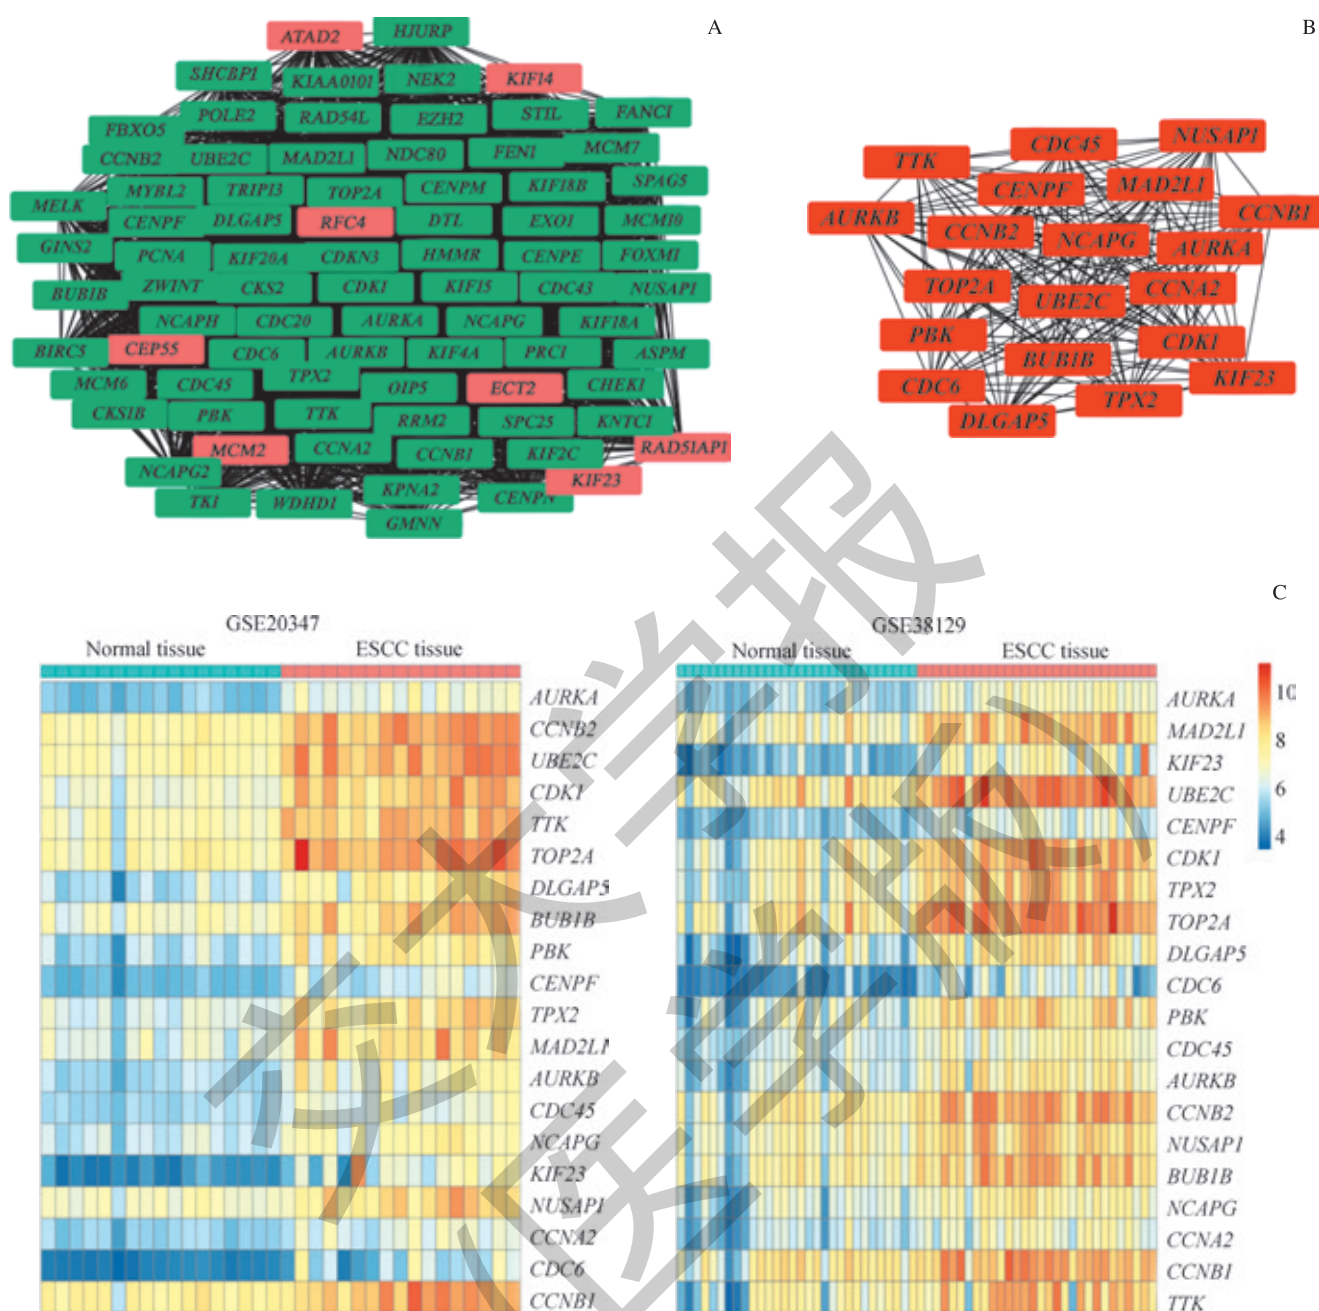 A
B
ATAD2 HJURP
SHCBP1 KIAA0101 NEK2 KIF14
POLE2 RAD54L EZH2 STIL FANCI
FBXO5
CCNB2 UBE2C MAD2L1 NDC80 FEN1 MCM7
MYBL2 TRIP13 TOP2A CENPM KIF18B SPAG5
MELK CENPF DLGAP5 RFC4 DTL EXO1 MCM10
GINS2 PCNA KIF20A CDKN3 HMMR CENPE FOXM1
BUB1B ZWINT CKS2 CDK1 KIF15 CDC43 NUSAP1
NCAPH CDC20 AURKA NCAPG KIF18A
BIRC5 CEP55 CDC6 AURKB KIF4A PRC1 ASPM
MCM6 CDC45 TPX2 OIP5 ECT2 CHEK1
CKS1B PBK TTK RRM2 SPC25 KNTC1
MCM2 CCNA2 CCNB1 KIF2C RAD51AP1
NCAPG2 KPNA2 CENPN KIF23
TK1 WDHD1 GMNN
TTK CDC45 NUSAP1
CENPF MAD2L1
AURKB CCNB2 NCAPG AURKA CCNB1
TOP2A UBE2C CCNA2
PBK BUB1B CDK1
CDC6 DLGAP5 TPX2 KIF23
C
GSE20347
Normal tissue ESCC tissue
AURKA
CCNB2
UBE2C
CDK1
TTK
TOP2A
DLGAP5
BUB1B
PBK
CENPF
TPX2
MAD2L1
AURKB
CDC45
NCAPG
KIF23
NUSAP1
CCNA2
CDC6
CCNB1
GSE38129
Normal tissue ESCC tissue
AURKA
MAD2L1
KIF23
UBE2C
CENPF
CDK1
TPX2
TOP2A
DLGAP5
CDC6
PBK
CDC45
AURKB
CCNB2
NUSAP1
BUB1B
NCAPG
CCNA2
CCNB1
TTK
10
8
6
4
交大学报
(医学版)